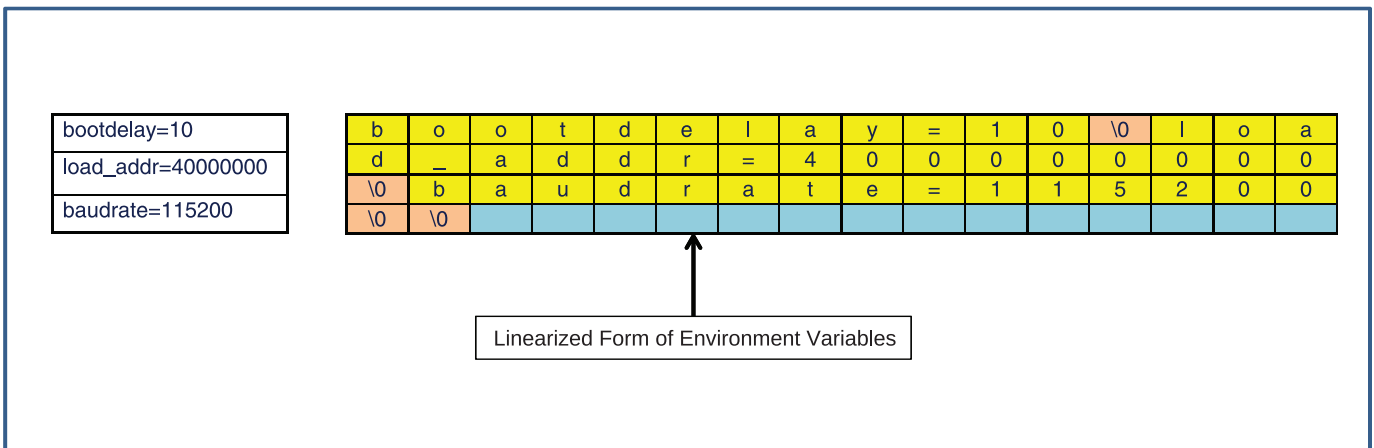 bootdelay=10
load_addr=40000000
baudrate=115200
b o o t d e l a y = 1 0 \0 l o a
d _ a d d r = 4 0 0 0 0 0 0 0
\0 b a u d r a t e = 1 1 5 2 0 0
\0 \0
Linearized Form of Environment Variables